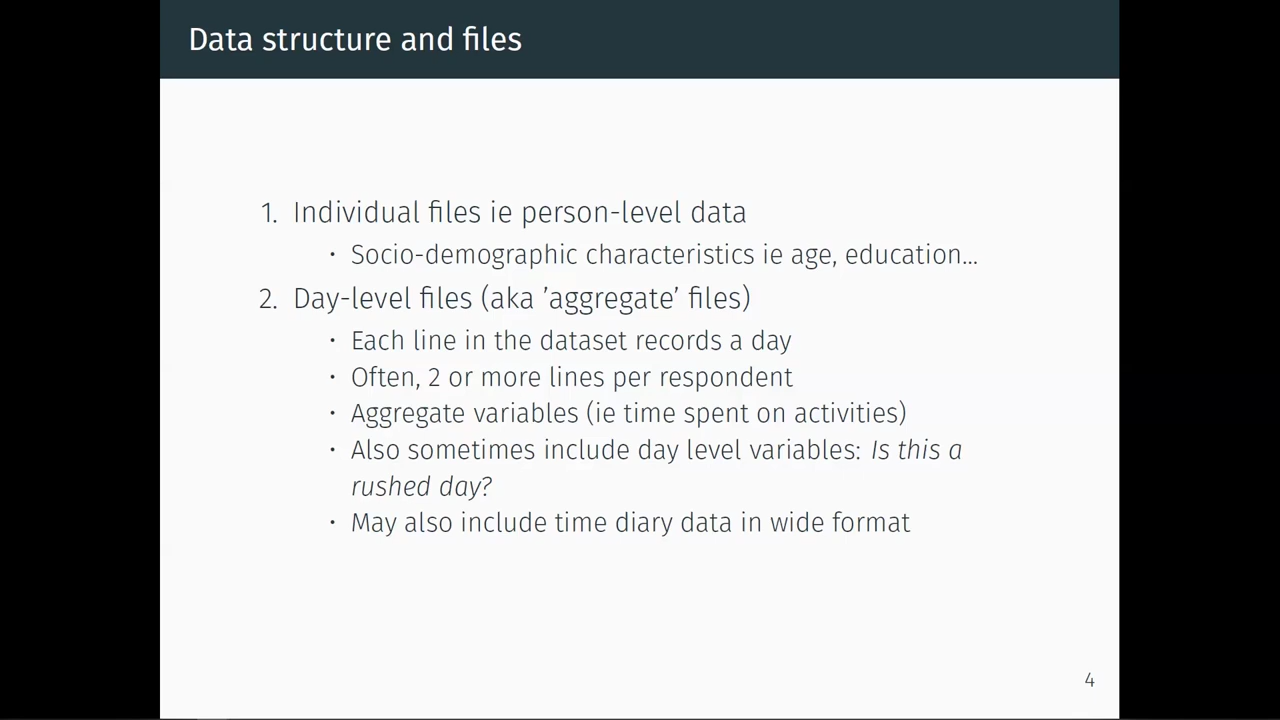 Data structure and files
1. Individual files ie person-level data
· Socio-demographic characteristics ie age, education...
2. Day-level files (aka 'aggregate' files)
· Each line in the dataset records a day
· Often, 2 or more lines per respondent
· Aggregate variables (ie time spent on activities)
· Also sometimes include day level variables: Is this a
rushed day?
· May also include time diary data in wide format
4